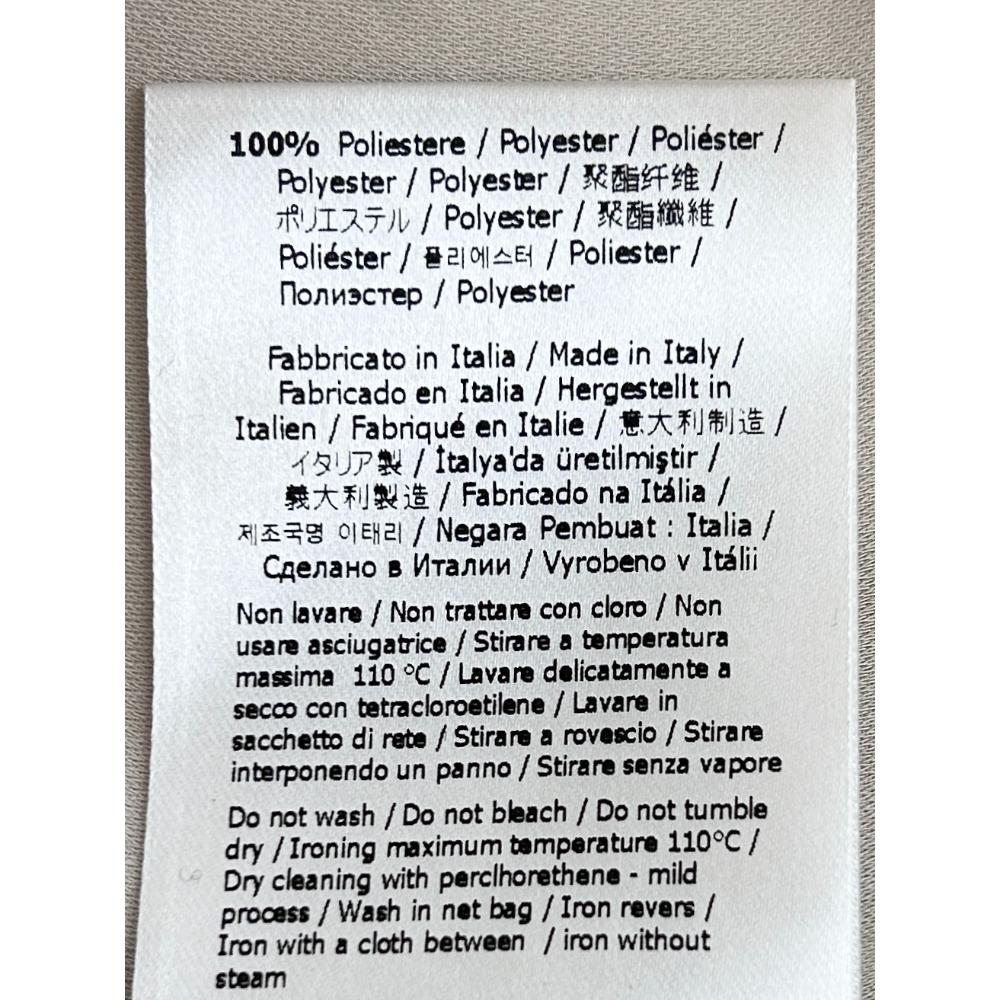 100% Poliestere / Polyester / Poliéster /
Polyester / Polyester / 聚酯纤维 /
ポリエステル / Polyester / 聚酯纖維 /
Poliéster / 폴리에스터 / Poliester /
Полиэстер / Polyester
Fabbricato in Italia / Made in Italy /
Fabricado en Italia / Hergestellt in
Italien / Fabriqué en Italie / 意大利制造 /
イタリア製 / İtalya'da üretilmiştir /
義大利製造 / Fabricado na Itália /
제조국명 이태리 / Negara Pembuat : Italia /
Сделано в Италии / Vyrobeno v Itálii
Non lavare / Non trattare con cloro / Non
usare asciugatrice / Stirare a temperatura
massima 110 °C / Lavare delicatamente a
secco con tetracloroetilene / Lavare in
sacchetto di rete / Stirare a rovescio / Stirare
interponendo un panno / Stirare senza vapore
Do not wash / Do not bleach / Do not tumble
dry / Ironing maximum temperature 110°C /
Dry cleaning with perclhorethene - mild
process / Wash in net bag / Iron revers /
Iron with a cloth between / iron without
steam